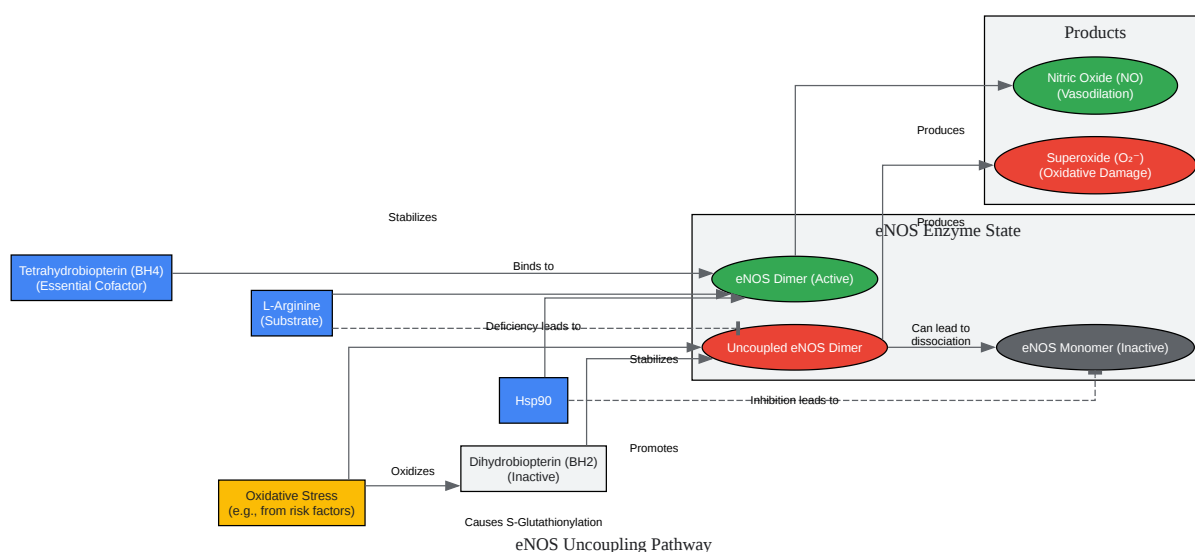 Products
Nitric Oxide (NO)
(Vasodilation)
Produces
Superoxide (O₂⁻)
(Oxidative Damage)
Stabilizes
Produces
eNOS Enzyme State
Tetrahydrobiopterin (BH4)
(Essential Cofactor)
Binds to
eNOS Dimer (Active)
L-Arginine
(Substrate)
Deficiency leads to
Can lead to
dissociation
Uncoupled eNOS Dimer
eNOS Monomer (Inactive)
Stabilizes
Hsp90
Inhibition leads to
Promotes
Dihydrobiopterin (BH2)
(Inactive)
Oxidizes
Oxidative Stress
(e.g., from risk factors)
Causes S-Glutathionylation
eNOS Uncoupling Pathway